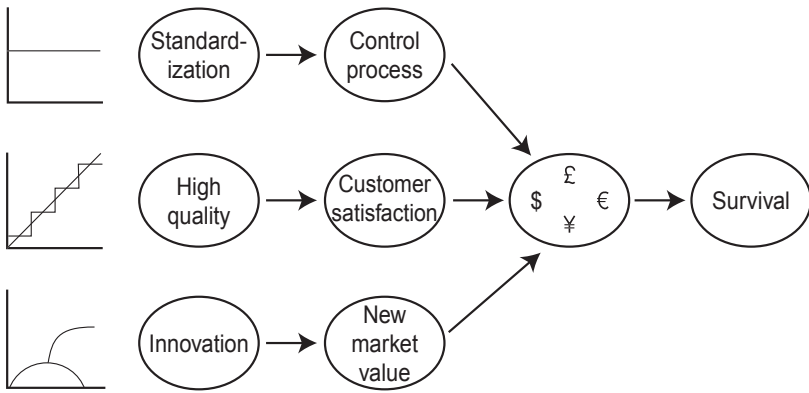 Standard-
ization
Control
process
High
quality
Customer
satisfaction
£
$ €
¥
Survival
Innovation
New
market
value